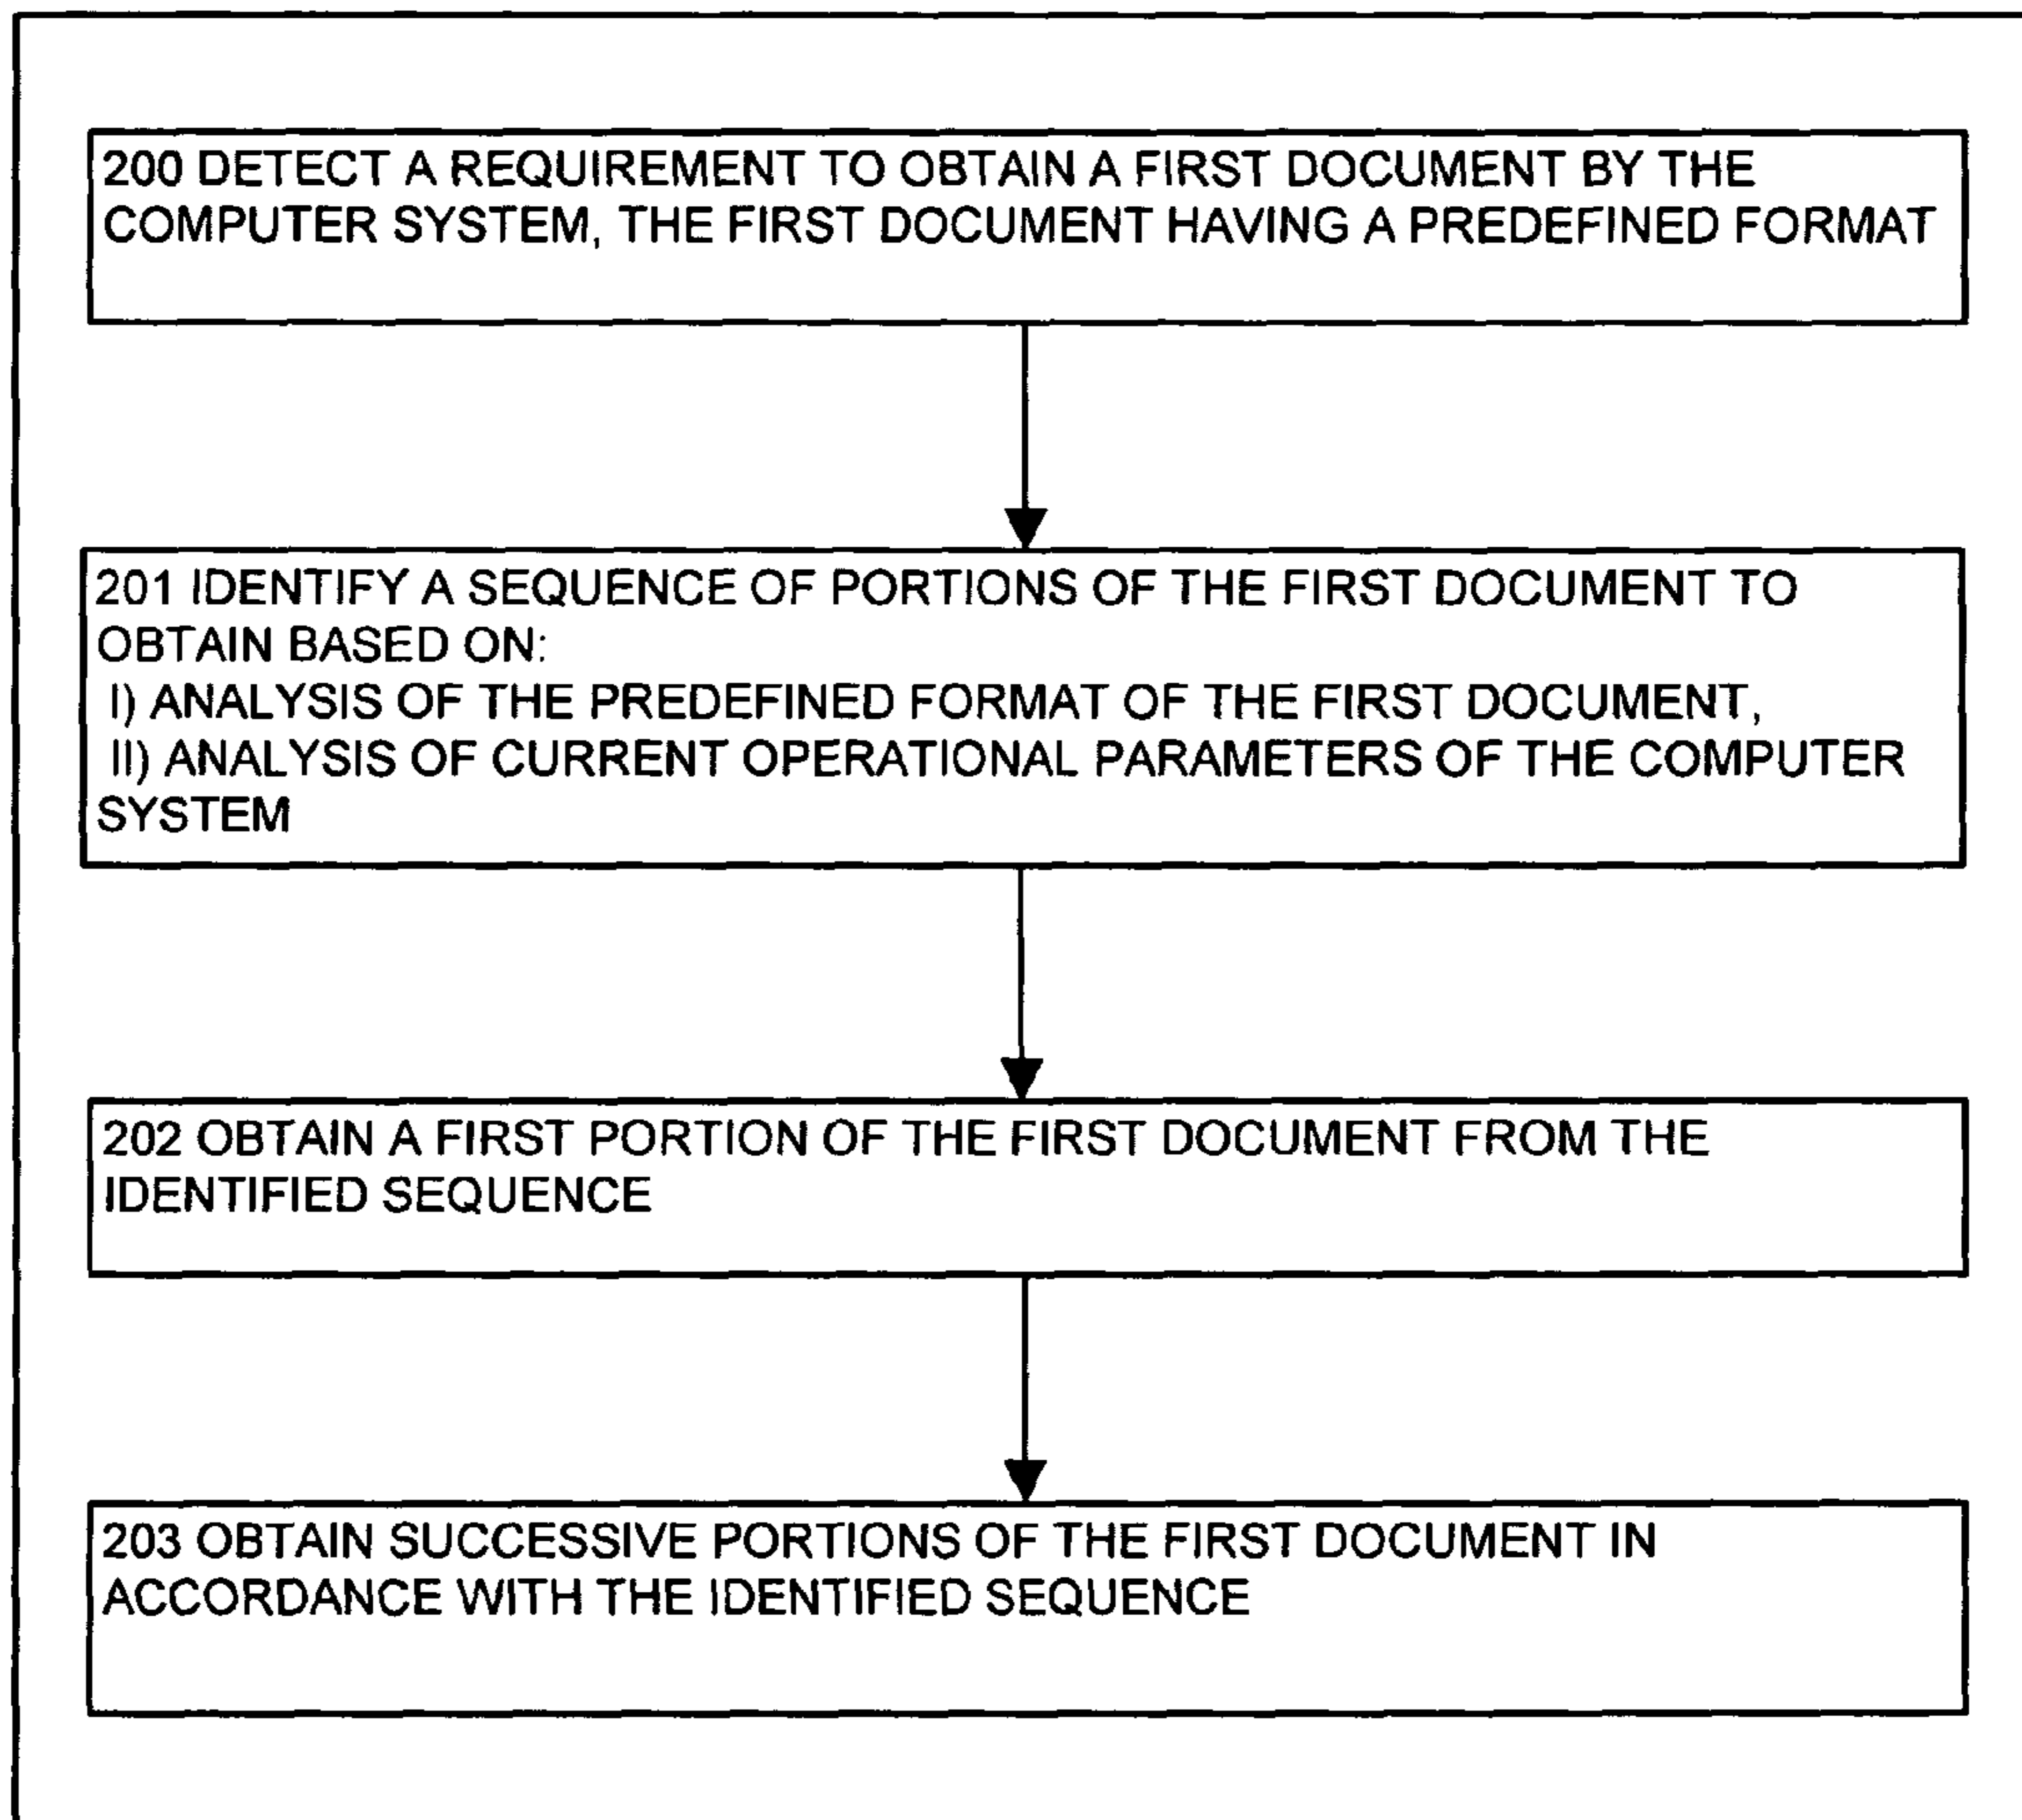 200 DETECT A REQUIREMENT TO OBTAIN A FIRST DOCUMENT BY THE
COMPUTER SYSTEM, THE FIRST DOCUMENT HAVING A PREDEFINED FORMAT
201 IDENTIFY A SEQUENCE OF PORTIONS OF THE FIRST DOCUMENT TO
OBTAIN BASED ON:
I) ANALYSIS OF THE PREDEFINED FORMAT OF THE FIRST DOCUMENT,
II) ANALYSIS OF CURRENT OPERATIONAL PARAMETERS OF THE COMPUTER
SYSTEM
202 OBTAIN A FIRST PORTION OF THE FIRST DOCUMENT FROM THE
IDENTIFIED SEQUENCE
203 OBTAIN SUCCESSIVE PORTIONS OF THE FIRST DOCUMENT IN
ACCORDANCE WITH THE IDENTIFIED SEQUENCE